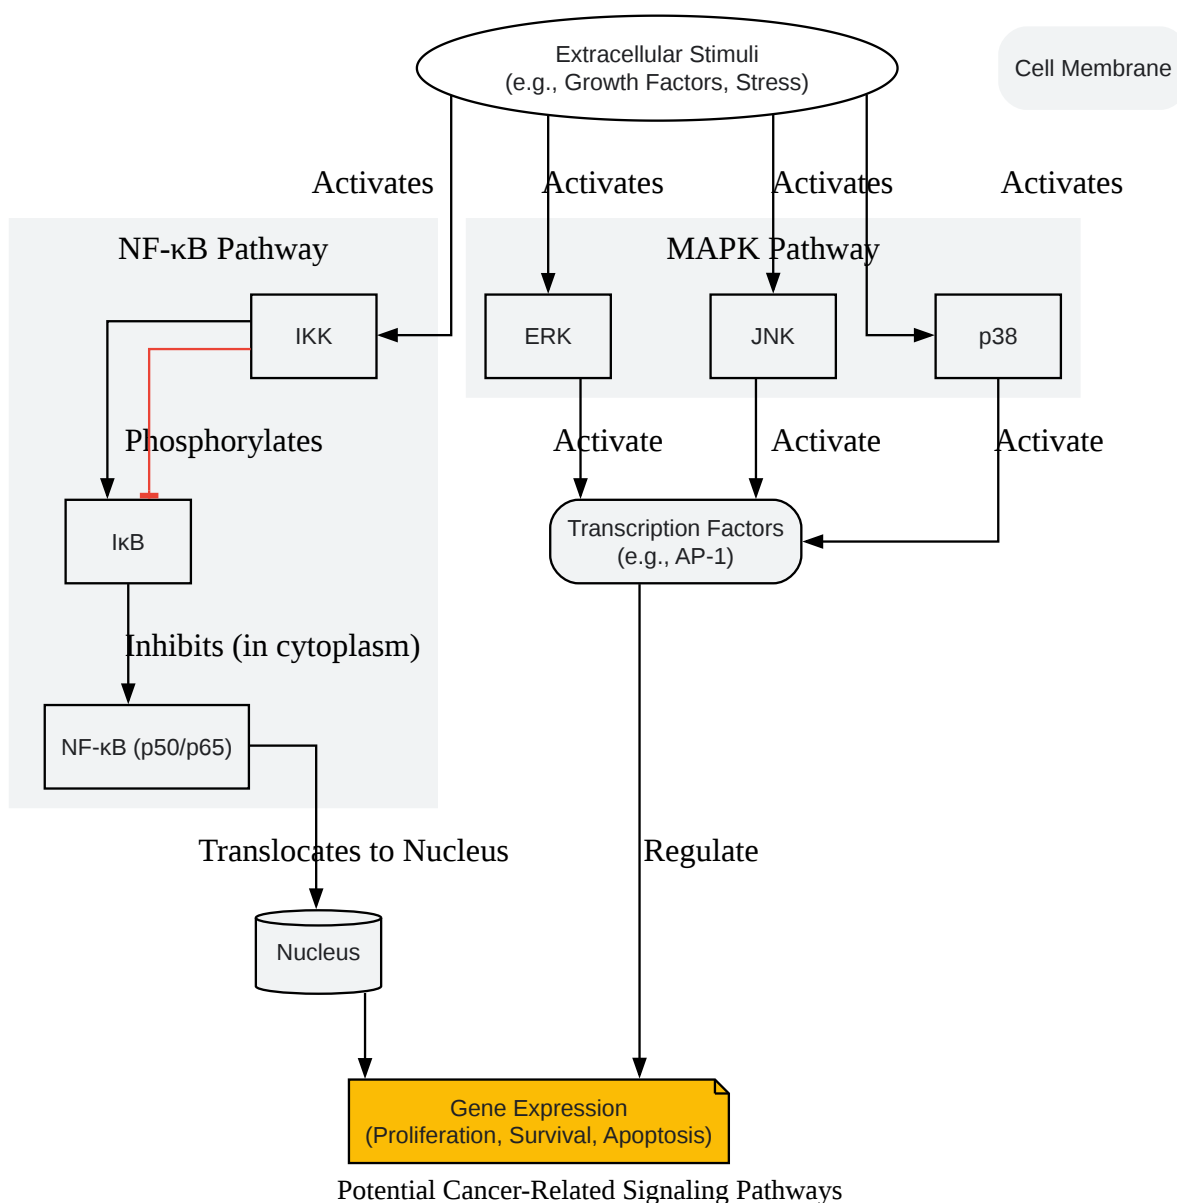 Extracellular Stimuli
(e.g., Growth Factors, Stress)
Cell Membrane
Activates
Activates
Activates
Activates
NF-κB Pathway
MAPK Pathway
IKK
ERK
JNK
p38
Phosphorylates
Activate
Activate
Activate
IκB
Transcription Factors
(e.g., AP-1)
Inhibits (in cytoplasm)
NF-κB (p50/p65)
Translocates to Nucleus
Regulate
Nucleus
Gene Expression
(Proliferation, Survival, Apoptosis)
Potential Cancer-Related Signaling Pathways